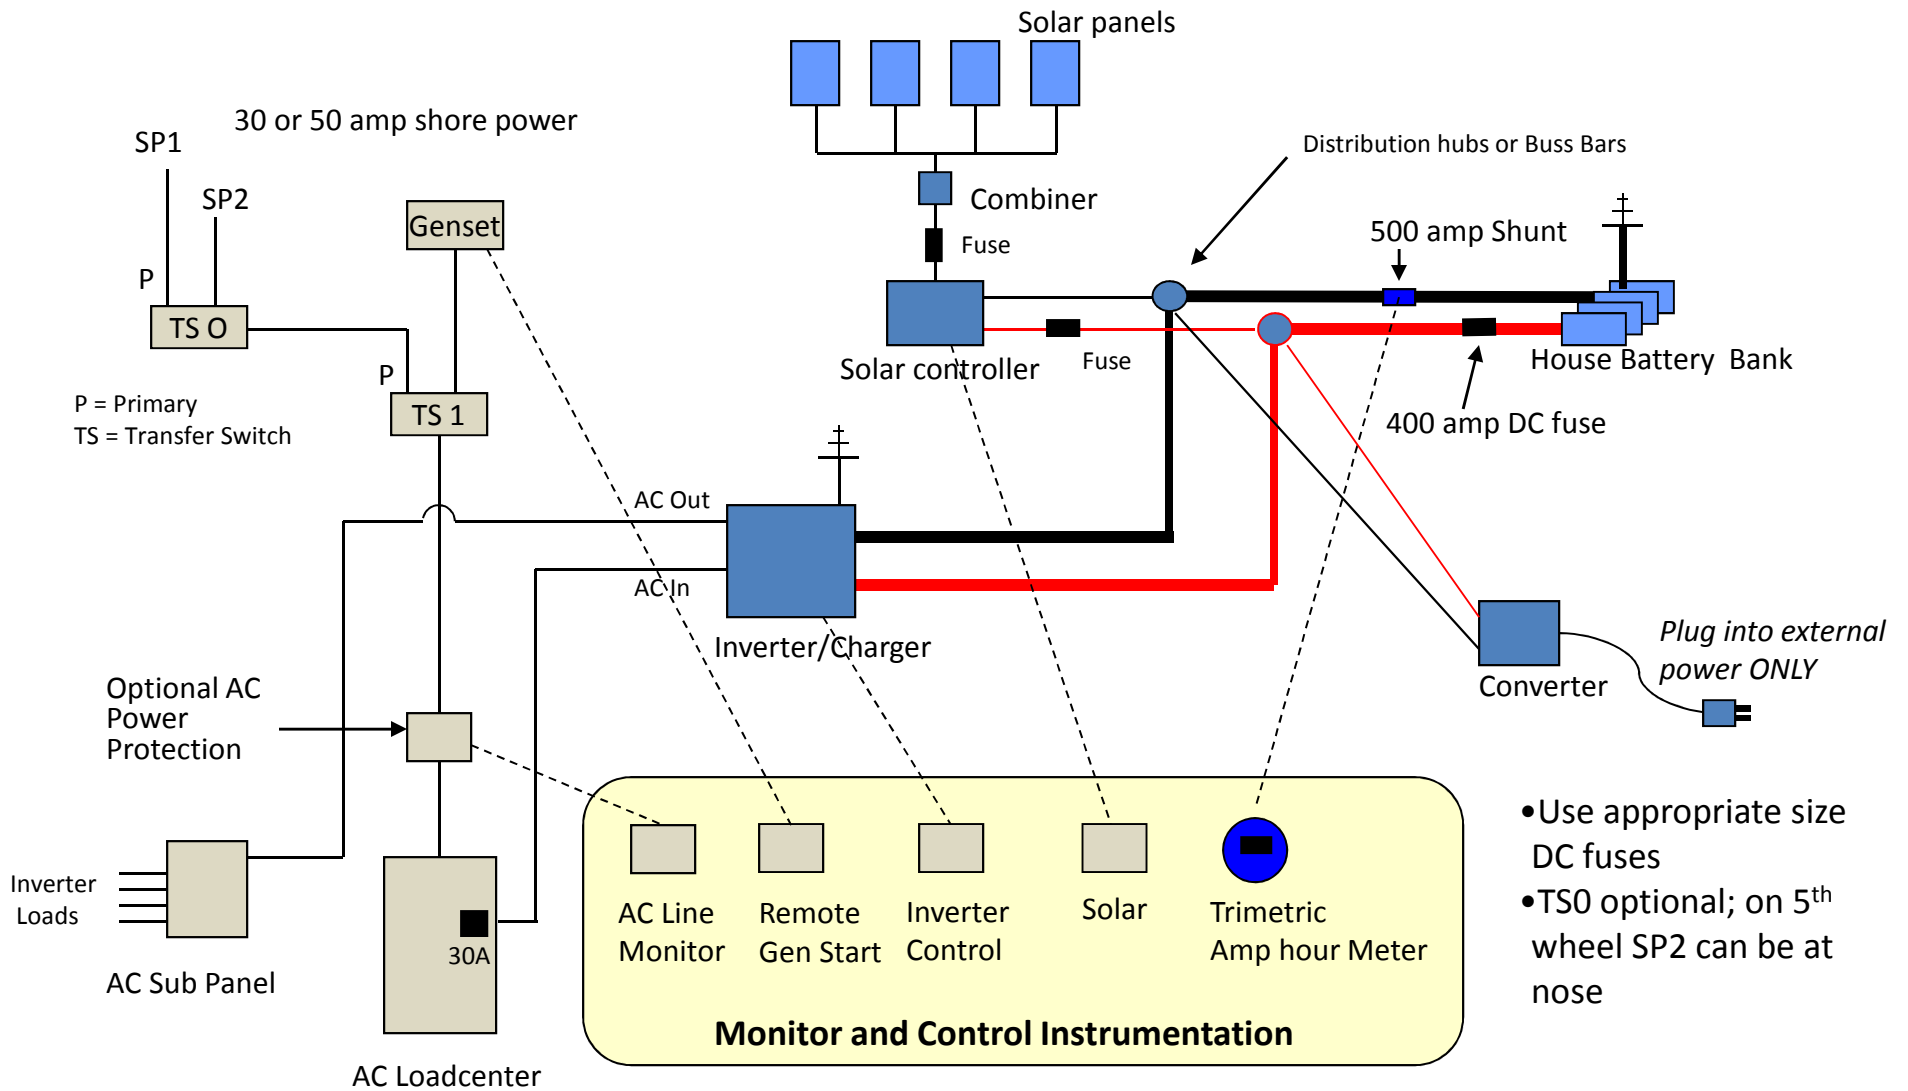 Solar panels
30 or 50 amp shore power
SP1
SP2
Distribution hubs or Buss Bars
Combiner
Genset
Fuse
500 amp Shunt
P
TS O
Solar controller
Fuse
House Battery  Bank
P
TS 1
P = Primary
TS = Transfer Switch
400 amp DC fuse
AC Out
AC In
Inverter/Charger
Plug into external
power ONLY
Converter
Optional AC
Power
Protection
•Use appropriate size
DC fuses
•TS0 optional; on 5th
wheel SP2 can be at
nose
Inverter
Loads
AC Sub Panel
30A
AC Loadcenter
AC Line
Monitor
Remote
Gen Start
Inverter
Control
Solar
Trimetric
Amp hour Meter
Monitor and Control Instrumentation